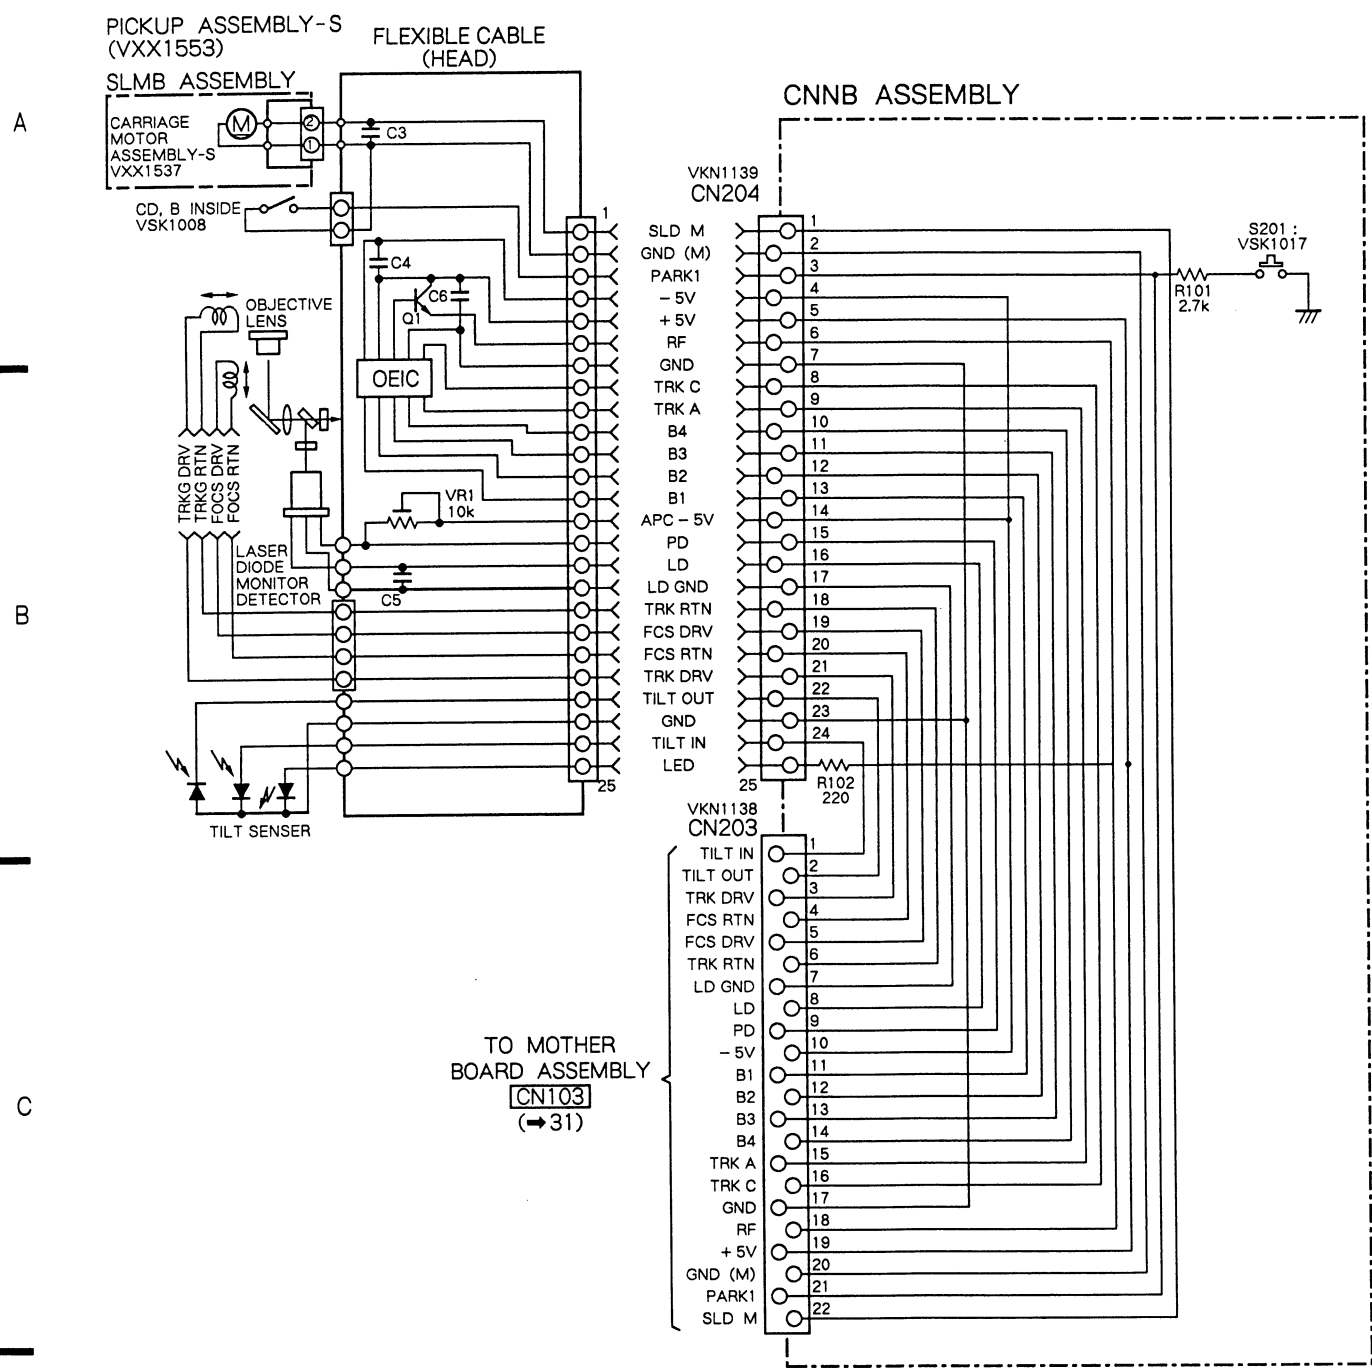 PICKUP ASSEMBLY-S
(VXX1553)
FLEXIBLE CABLE
(HEAD)
SLMB ASSEMBLY
CNNB ASSEMBLY
A
CARRIAGE
MOTOR
ASSEMBLY-S
VXX1537
M
2
1
C3
CD, B INSIDE
VSK1008
VKN1139
CN204
1
SLD M
1
GND (M)
2
PARK1
3
- 5V
4
+ 5V
5
RF
6
GND
7
TRK C
8
TRK A
9
B4
10
B3
11
B2
12
B1
13
APC - 5V
14
PD
15
LD
16
LD GND
17
TRK RTN
18
FCS DRV
19
FCS RTN
20
TRK DRV
21
TILT OUT
22
GND
23
TILT IN
24
LED
25
25
S201 :
VSK1017
R101
2.7k
C4
C6
Q1
OEIC
OBJECTIVE
LENS
TRKG DRV
TRKG RTN
FOCS DRV
FOCS RTN
VR1
10k
LASER
DIODE
MONITOR
DETECTOR
C5
B
TILT SENSER
R102
220
VKN1138
CN203
TILT IN
1
TILT OUT
2
TRK DRV
3
FCS RTN
4
FCS DRV
5
TRK RTN
6
LD GND
7
LD
8
PD
9
- 5V
10
B1
11
B2
12
B3
13
B4
14
TRK A
15
TRK C
16
GND
17
RF
18
+ 5V
19
GND (M)
20
PARK1
21
SLD M
22
TO MOTHER
BOARD ASSEMBLY
CN103
(➡31)
C